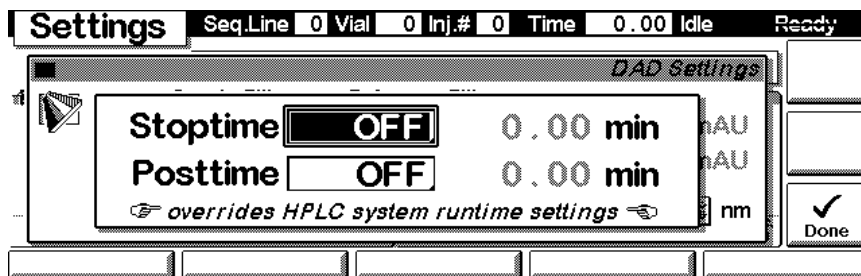 Settings Seq.Line 0 Vial 0 Inj.# 0 Time 0.00 Idle Ready
DAD Settings
Stoptime OFF 0.00 min
Posttime OFF 0.00 min
overrides HPLC system runtime settings
mAU
mAU
nm
Done